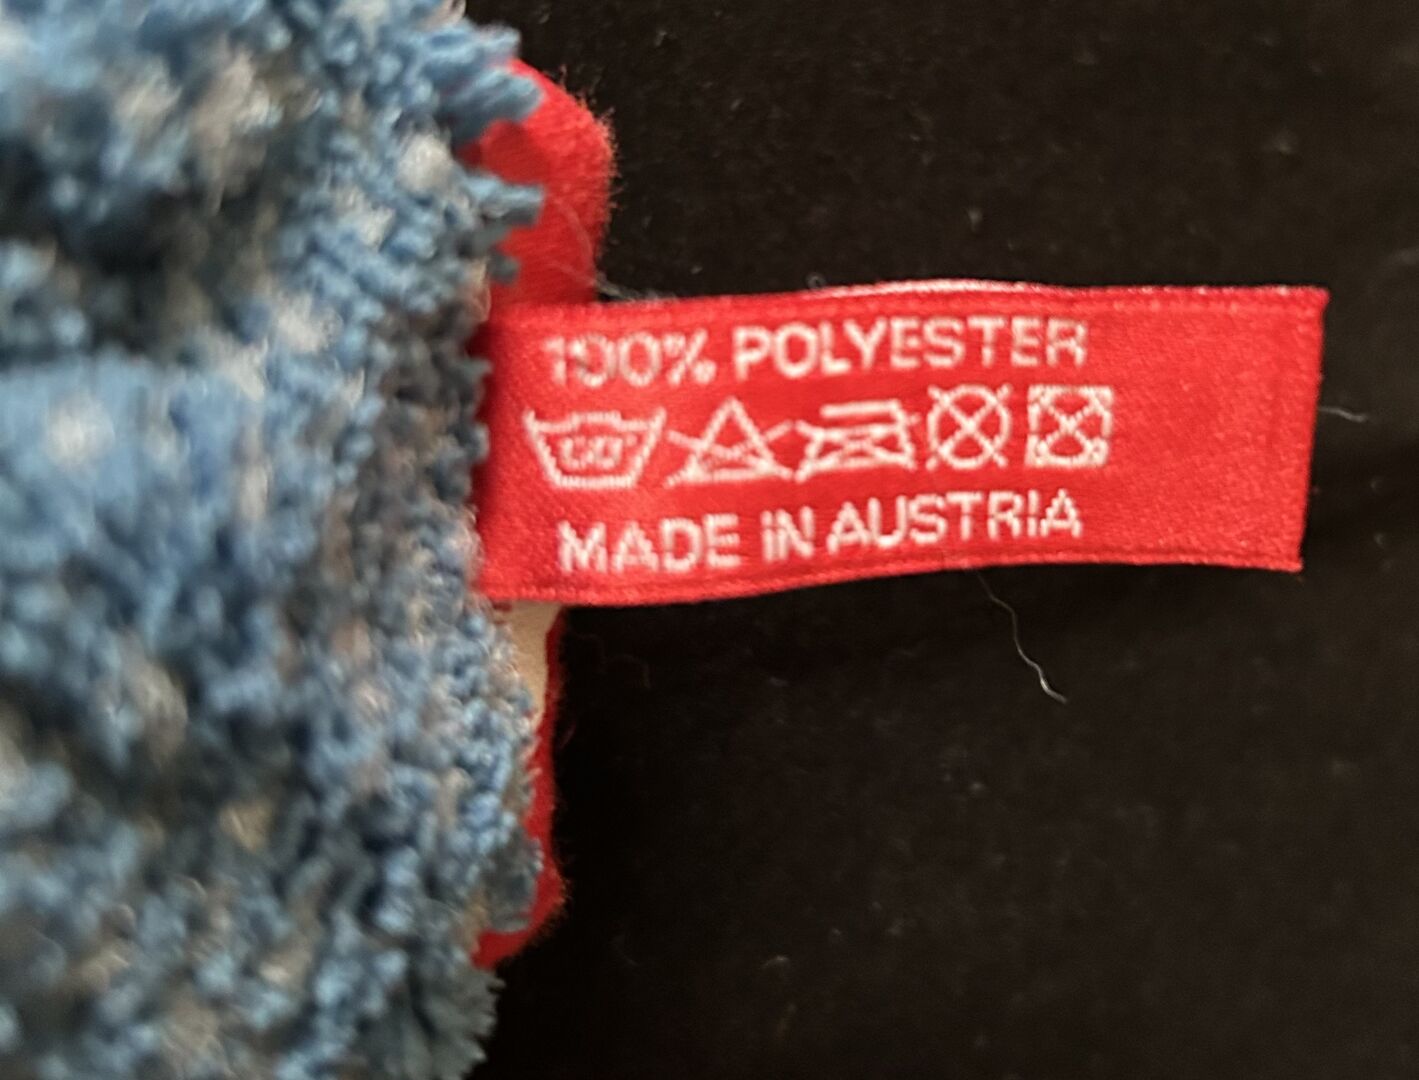 100% POLYESTER
MADE IN AUSTRIA